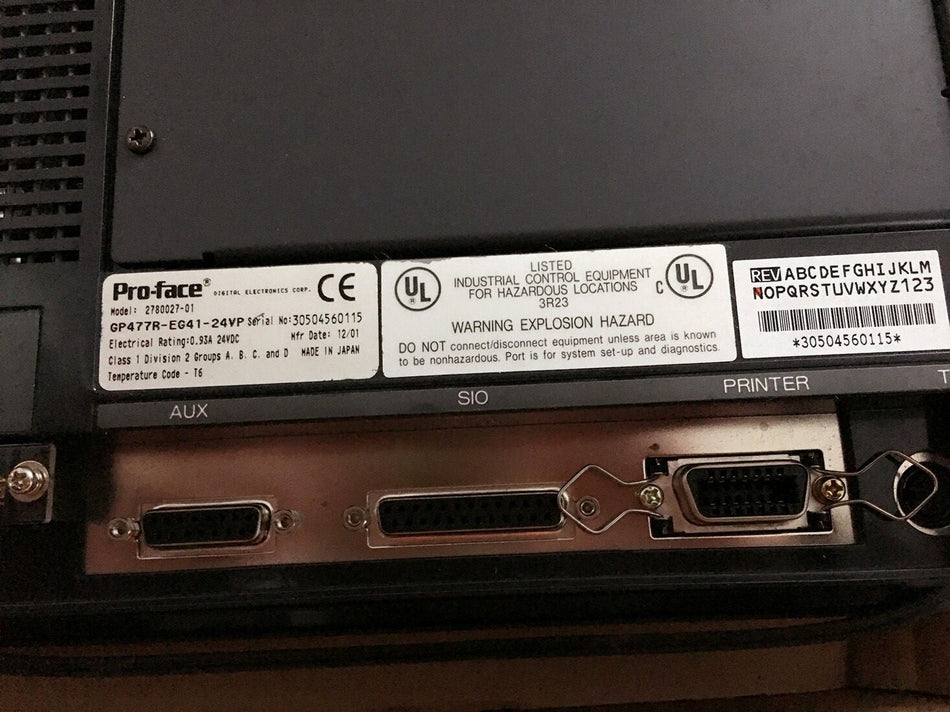 Pro-face® DIGITAL ELECTRONICS CORP. CE
Model: 2780027-01
GP477R-EG41-24VP Serial No:30504560115
Electrical Rating:0.93A 24VDC Mfr Date: 12/01
Class 1 Division 2 Groups A. B. C. and D MADE IN JAPAN
Temperature Code - T6
UL
LISTED
INDUSTRIAL CONTROL EQUIPMENT
FOR HAZARDOUS LOCATIONS
3R23
C UL
WARNING EXPLOSION HAZARD
DO NOT connect/disconnect equipment unless area is known
to be nonhazardous. Port is for system set-up and diagnostics.
REV ABCDEFGHIJKLM
NOPQRSTUVWXYZ123
*30504560115*
AUX
SIO
PRINTER